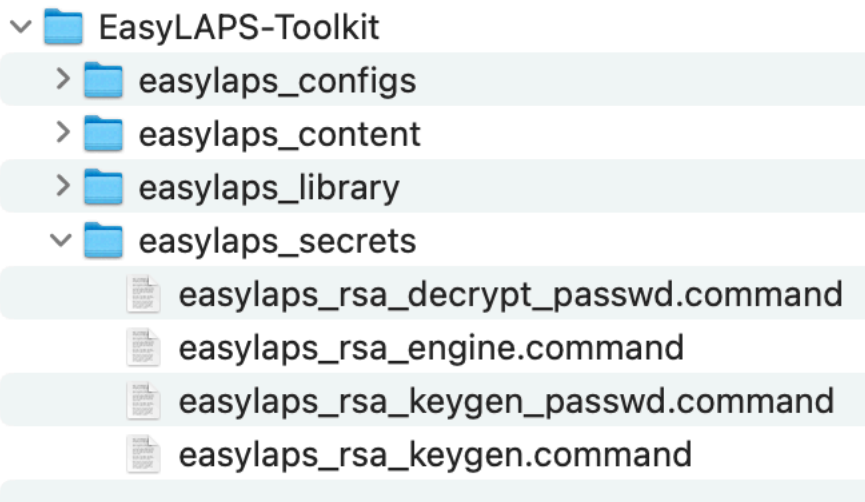 EasyLAPS-Toolkit
easylaps_configs
easylaps_content
easylaps_library
easylaps_secrets
easylaps_rsa_decrypt_passwd.command
easylaps_rsa_engine.command
easylaps_rsa_keygen_passwd.command
easylaps_rsa_keygen.command